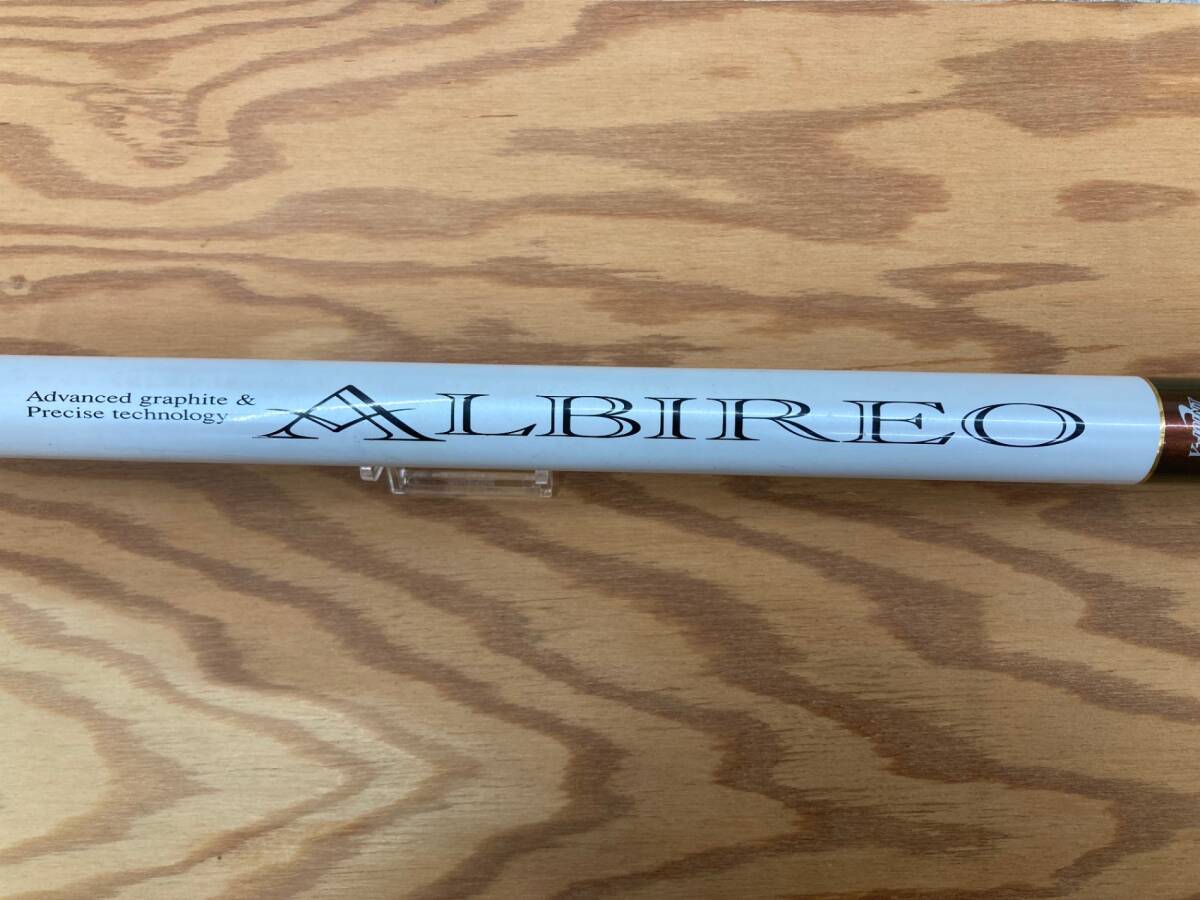 Advanced graphite &
Precise technology
ALBIREO